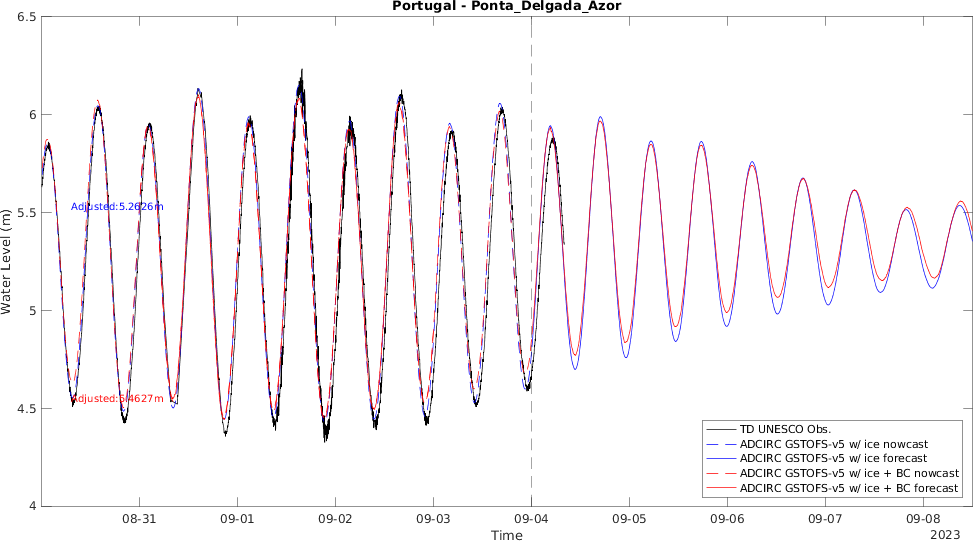 Portugal - Ponta_Delgada_Azor
6.5
6
5.5
5
4.5
4
Water Level (m)
Adjusted:5.2626m
Adjusted:5.4627m
TD UNESCO Obs.
ADCIRC GSTOFS-v5 w/ ice nowcast
ADCIRC GSTOFS-v5 w/ ice forecast
ADCIRC GSTOFS-v5 w/ ice + BC nowcast
ADCIRC GSTOFS-v5 w/ ice + BC forecast
08-31 09-01 09-02 09-03 09-04 09-05 09-06 09-07 09-08
Time
2023